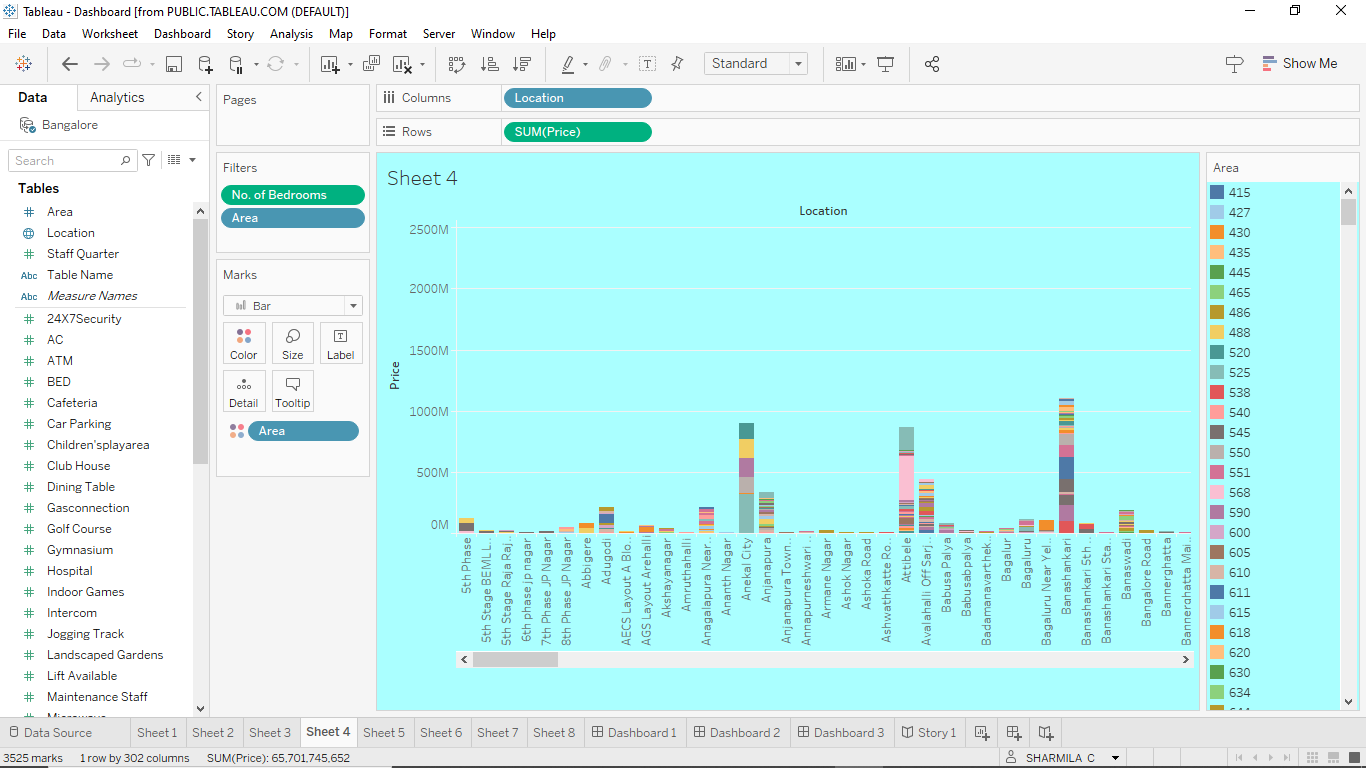 Tableau - Dashboard [from PUBLIC.TABLEAU.COM (DEFAULT)]
File Data Worksheet Dashboard Story Analysis Map Format Server Window Help
Standard
Show Me
Data Analytics
Bangalore
Search
Tables
Area
Location
Staff Quarter
Abc Table Name
Abc Measure Names
24X7Security
AC
ATM
BED
Cafeteria
Car Parking
Children'splayarea
Club House
Dining Table
Gasconnection
Golf Course
Gymnasium
Hospital
Indoor Games
Intercom
Jogging Track
Landscaped Gardens
Lift Available
Maintenance Staff
Microwave
Pages
Filters
No. of Bedrooms
Area
Marks
Bar
Color Size Label
Detail Tooltip
Area
Columns Location
Rows SUM(Price)
Sheet 4
Location
Price
2500M
2000M
1500M
1000M
500M
0M
5th Phase
5th Stage BEML L..
5th Stage Raja Raj..
6th phase jp nagar
7th Phase JP Nagar
8th Phase JP Nagar
Abbigere
Adugodi
AECS Layout A Blo..
AGS Layout Arehalli
Akshayanagar
Amruthahalli
Anagalapura Near..
Ananth Nagar
Anekal City
Anjanapura
Anjanapura Town..
Annapurneshwari ..
Armane Nagar
Ashok Nagar
Ashoka Road
Ashwathkatte Ro..
Attibele
Avalahalli Off Sarj..
Babusa Palya
Babusabpalya
Badamanavarthek..
Bagalur
Bagaluru
Bagaluru Near Yel..
Banashankari
Banashankari 5th ..
Banashankari Sta..
Banaswadi
Bangalore Road
Bannerghatta
Bannerghatta Mai..
Area
415
427
430
435
445
465
486
488
520
525
538
540
545
550
551
568
590
600
605
610
611
615
618
620
630
634
644
Data Source Sheet 1 Sheet 2 Sheet 3 Sheet 4 Sheet 5 Sheet 6 Sheet 7 Sheet 8 Dashboard 1 Dashboard 2 Dashboard 3 Story 1
3525 marks 1 row by 302 columns SUM(Price): 65,701,745,652 SHARMILA C